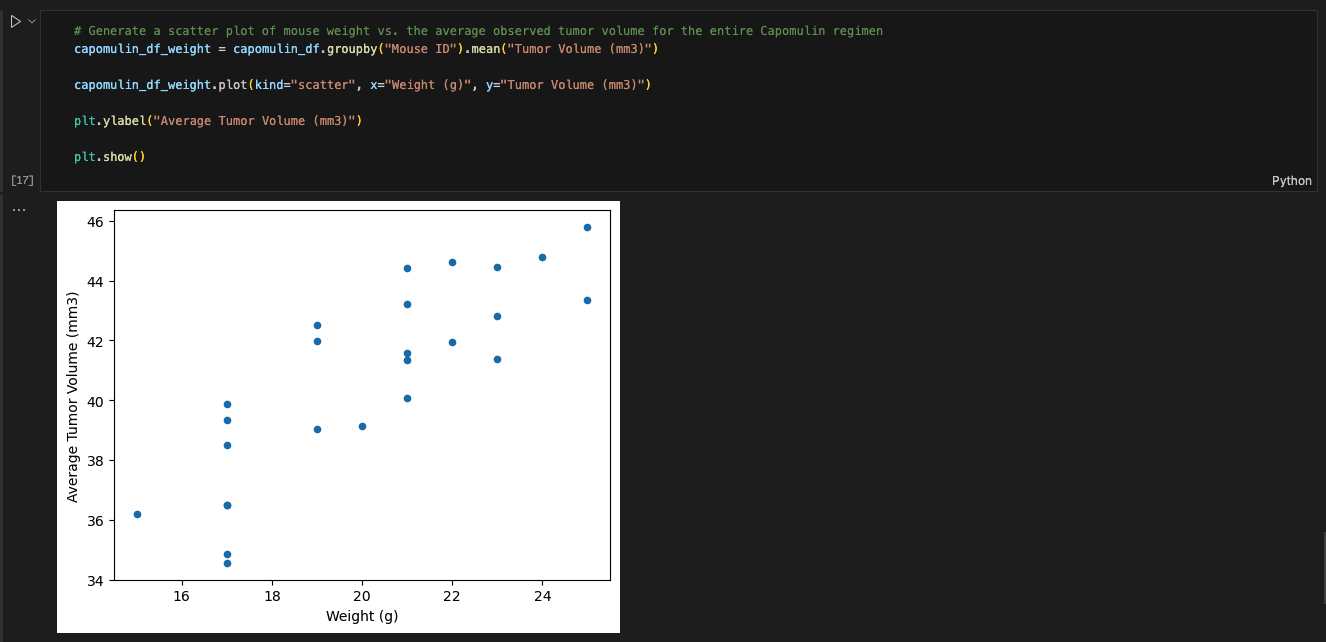 # Generate a scatter plot of mouse weight vs. the average observed tumor volume for the entire Capomulin regimen
capomulin_df_weight = capomulin_df.groupby("Mouse ID").mean("Tumor Volume (mm3)")
capomulin_df_weight.plot(kind="scatter", x="Weight (g)", y="Tumor Volume (mm3)")
plt.ylabel("Average Tumor Volume (mm3)")
plt.show()
[17]
Python
...
46
44
42
40
38
36
34
Average Tumor Volume (mm3)
16 18 20 22 24
Weight (g)